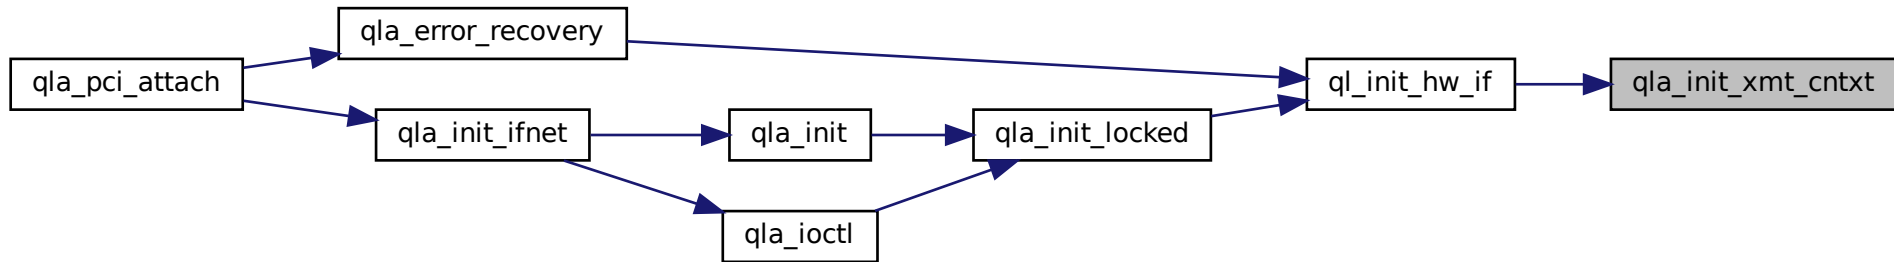 qla_error_recovery
qla_pci_attach
ql_init_hw_if
qla_init_xmt_cntxt
qla_init_ifnet
qla_init
qla_init_locked
qla_ioctl